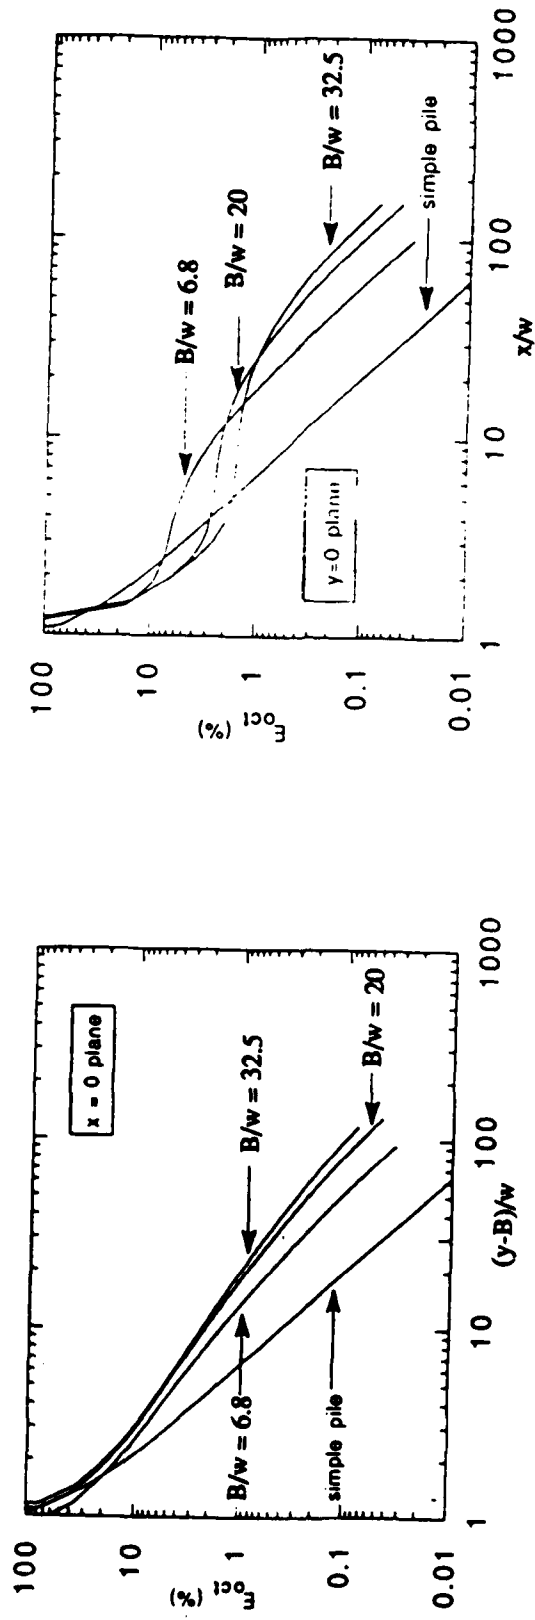 100
10
1
0.1
0.01
E_oct (%)
x = 0 plane
B/w = 32.5
B/w = 20
B/w = 6.8
simple pile
1
10
100
1000
(y-B)/w
100
10
1
0.1
0.01
E_oct (%)
B/w = 6.8
B/w = 20
B/w = 32.5
simple pile
y=0 plane
1
10
100
1000
x/w